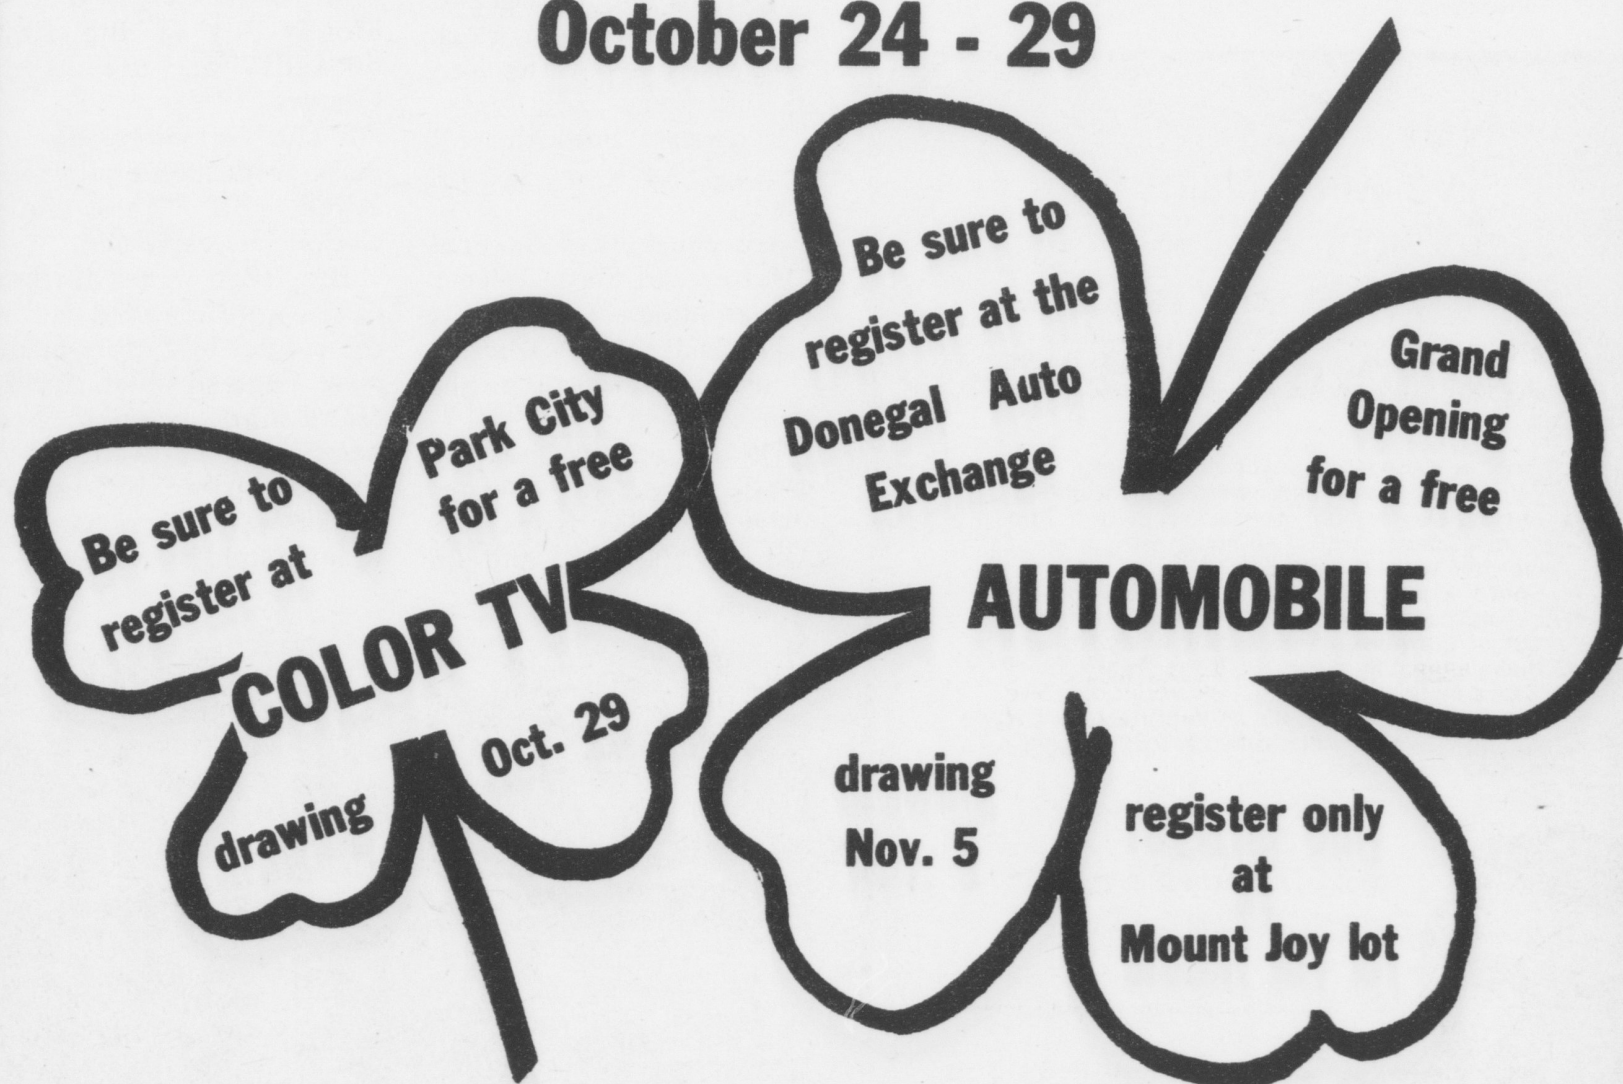 October 24 - 29
Be sure to
register at
Park City
for a free
COLOR TV
drawing
Oct. 29
Be sure to
register at the
Donegal Auto
Exchange
Grand
Opening
for a free
AUTOMOBILE
drawing
Nov. 5
register only
at
Mount Joy lot